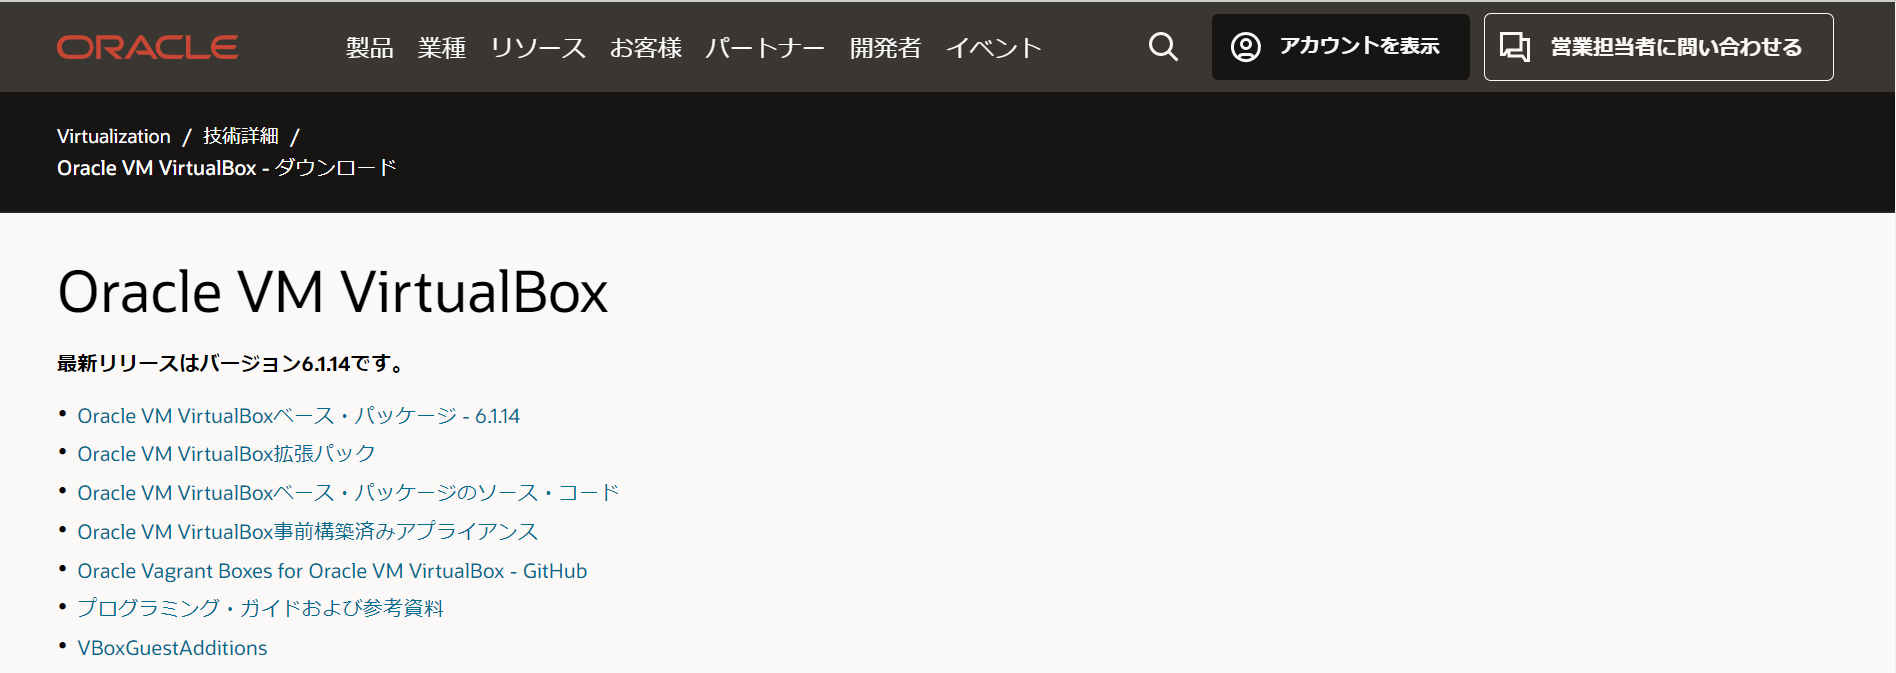 ORACLE 製品 業種 リソース お客様 パートナー 開発者 イベント アカウントを表示 営業担当者に問い合わせる
Virtualization / 技術詳細 /
Oracle VM VirtualBox - ダウンロード
Oracle VM VirtualBox
最新リリースはバージョン6.1.14です。
• Oracle VM VirtualBoxベース・パッケージ - 6.1.14
• Oracle VM VirtualBox拡張パック
• Oracle VM VirtualBoxベース・パッケージのソース・コード
• Oracle VM VirtualBox事前構築済みアプライアンス
• Oracle Vagrant Boxes for Oracle VM VirtualBox - GitHub
• プログラミング・ガイドおよび参考資料
• VBoxGuestAdditions